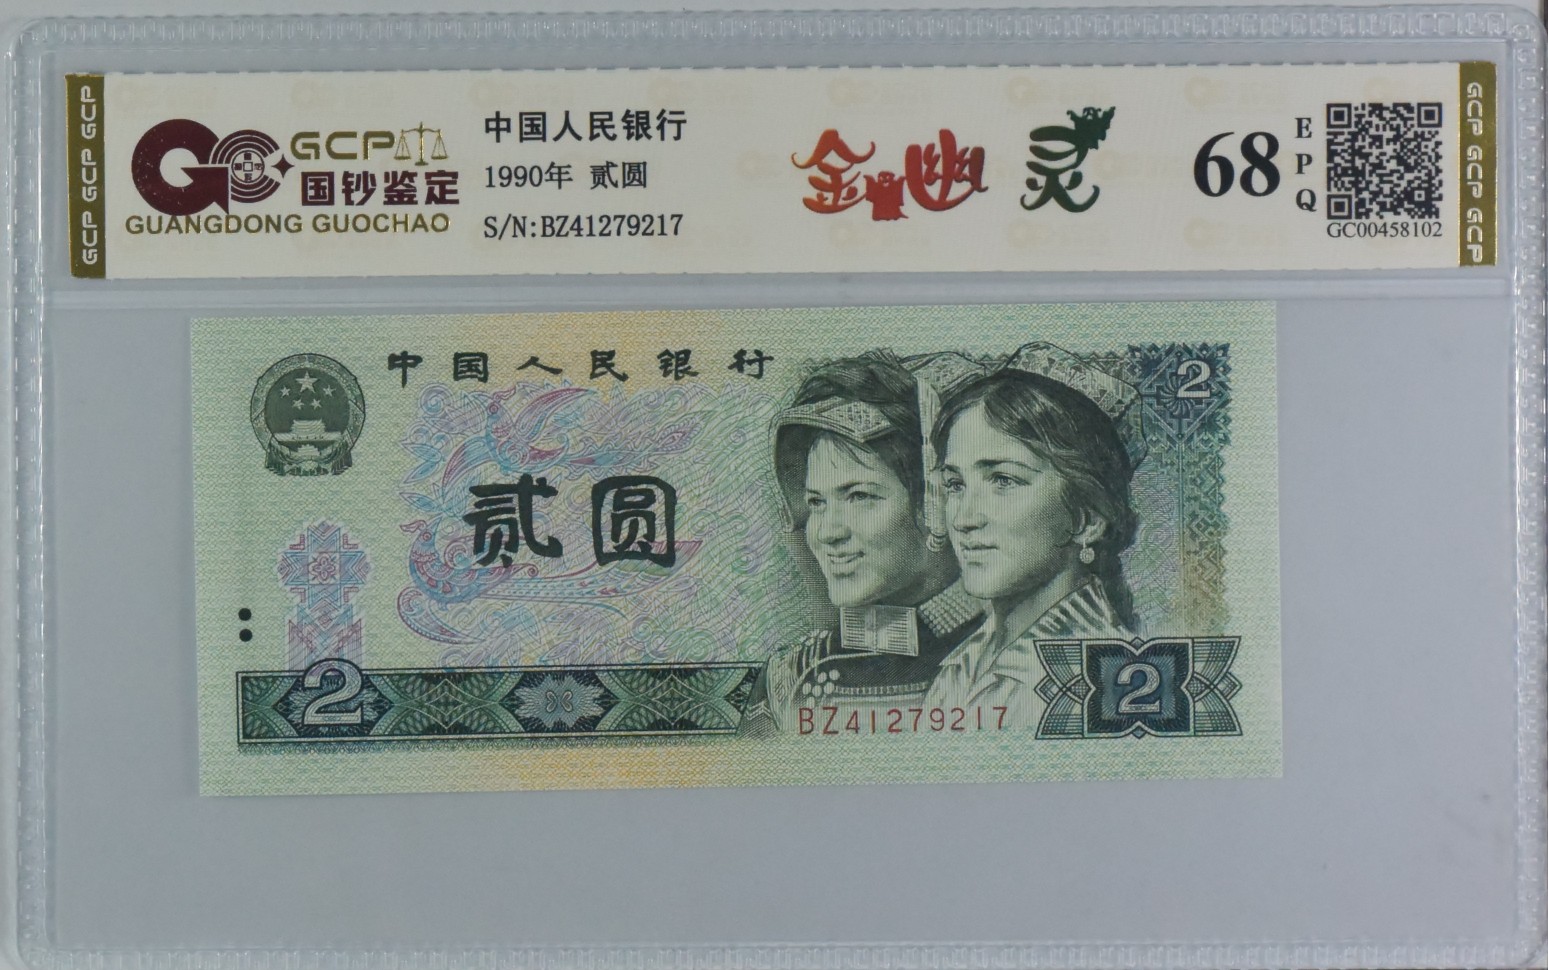 GCP GCP GCP
GCP
国钞鉴定
GUANGDONG GUOCHAO
中国人民银行
1990年 贰圆
S/N:BZ41279217
金幽灵
68
EPQ
GC00458102
GCP GCP GCP
中国人民银行
2
贰圆
2
2
BZ41279217